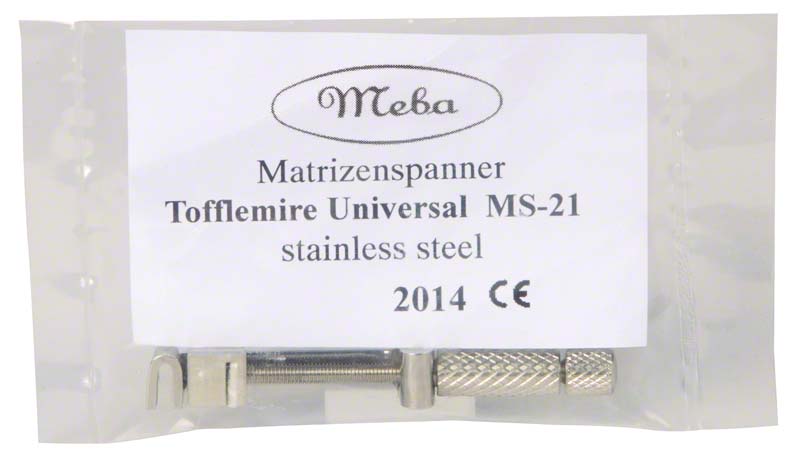 Meba
Matrizenspanner
Tofflemire Universal MS-21
stainless steel
2014 CE